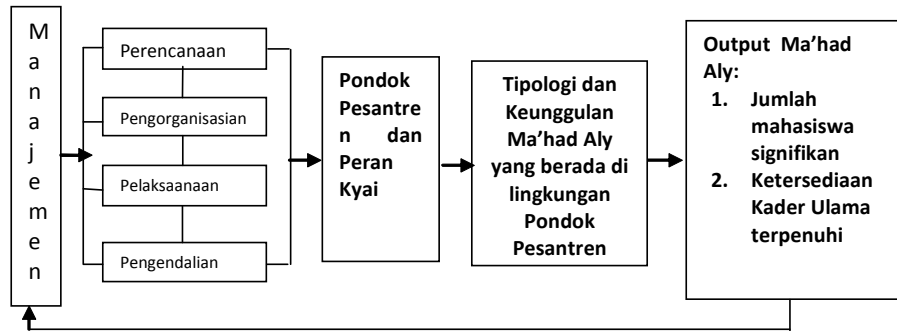 M
a
n
a
j
e
m
e
n
Perencanaan
Pengorganisasian
Pelaksaanaan
Pengendalian
Pondok
Pesantre
n dan
Peran
Kyai
Tipologi dan
Keunggulan
Ma’had Aly
yang berada di
lingkungan
Pondok
Pesantren
Output Ma’had
Aly:
1. Jumlah
mahasiswa
signifikan
2. Ketersediaan
Kader Ulama
terpenuhi